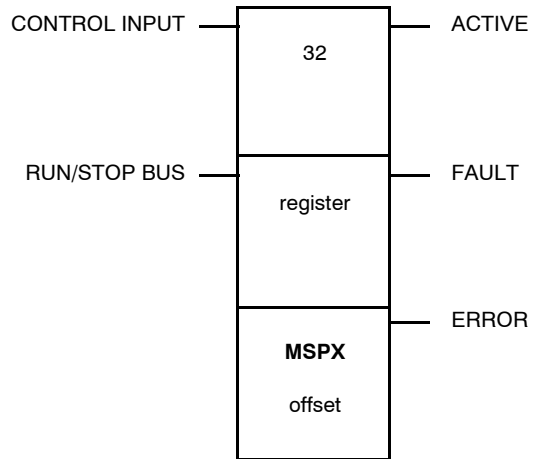 CONTROL INPUT ACTIVE
32
RUN/STOP BUS FAULT
register
ERROR
MSPX
offset